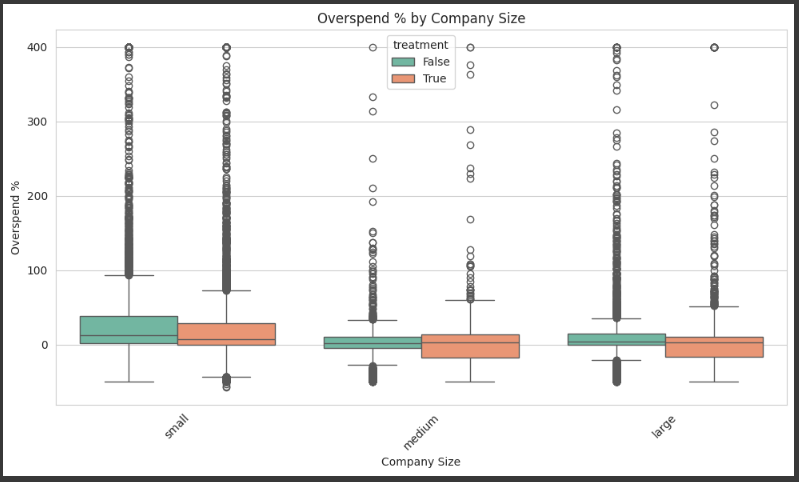 Overspend % by Company Size
treatment
False
True
400
300
200
100
0
Overspend %
small
medium
large
Company Size